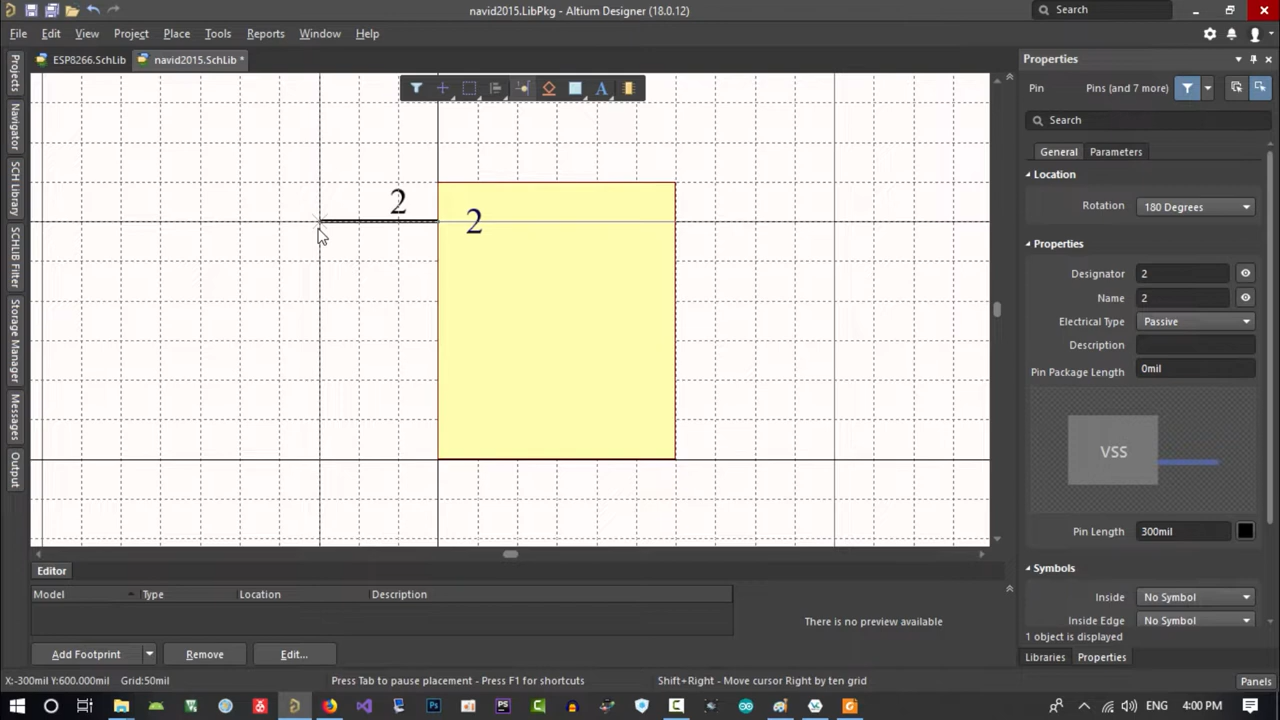 navid2015.LibPkg - Altium Designer (18.0.12)
Search
File Edit View Project Place Tools Reports Window Help
ESP8266.SchLib
navid2015.SchLib *
Projects
Navigator
SCH Library
SCHLIB Filter
Storage Manager
Messages
Output
2
2
A
Editor
Model Type Location Description
There is no preview available
Add Footprint Remove Edit...
Properties
Pin Pins (and 7 more)
Search
General Parameters
Location
Rotation 180 Degrees
Properties
Designator 2
Name 2
Electrical Type Passive
Description
Pin Package Length 0mil
VSS
Pin Length 300mil
Symbols
Inside No Symbol
Inside Edge No Symbol
1 object is displayed
Libraries Properties
X:-300mil Y:600.000mil Grid:50mil
Press Tab to pause placement - Press F1 for shortcuts
Shift+Right - Move cursor Right by ten grid
Panels
Ps
PS
ENG 4:00 PM